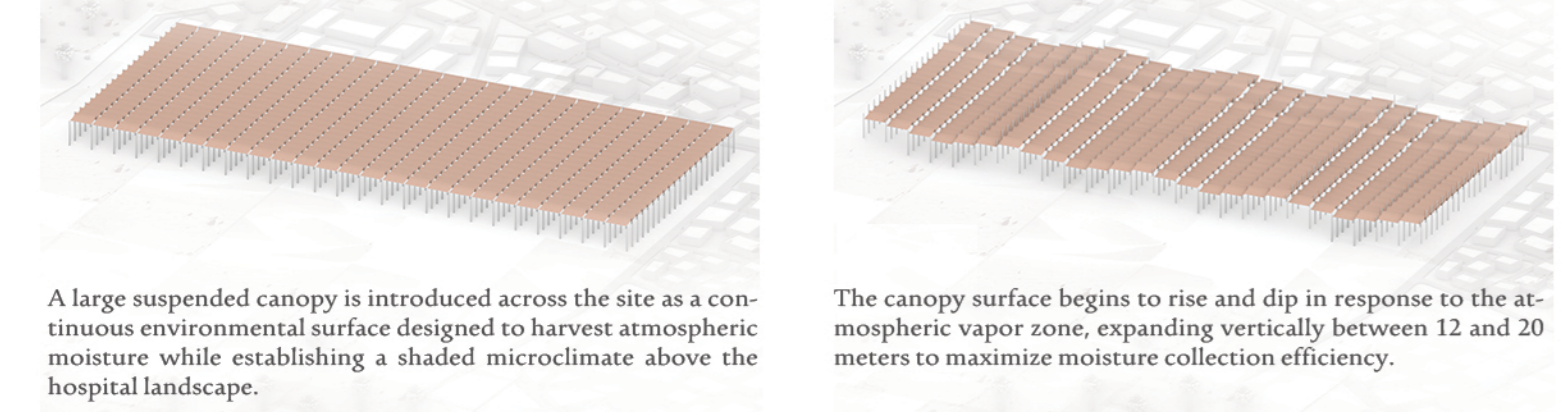 A large suspended canopy is introduced across the site as a con-
tinuous environmental surface designed to harvest atmospheric
moisture while establishing a shaded microclimate above the
hospital landscape.
The canopy surface begins to rise and dip in response to the at-
mospheric vapor zone, expanding vertically between 12 and 20
meters to maximize moisture collection efficiency.